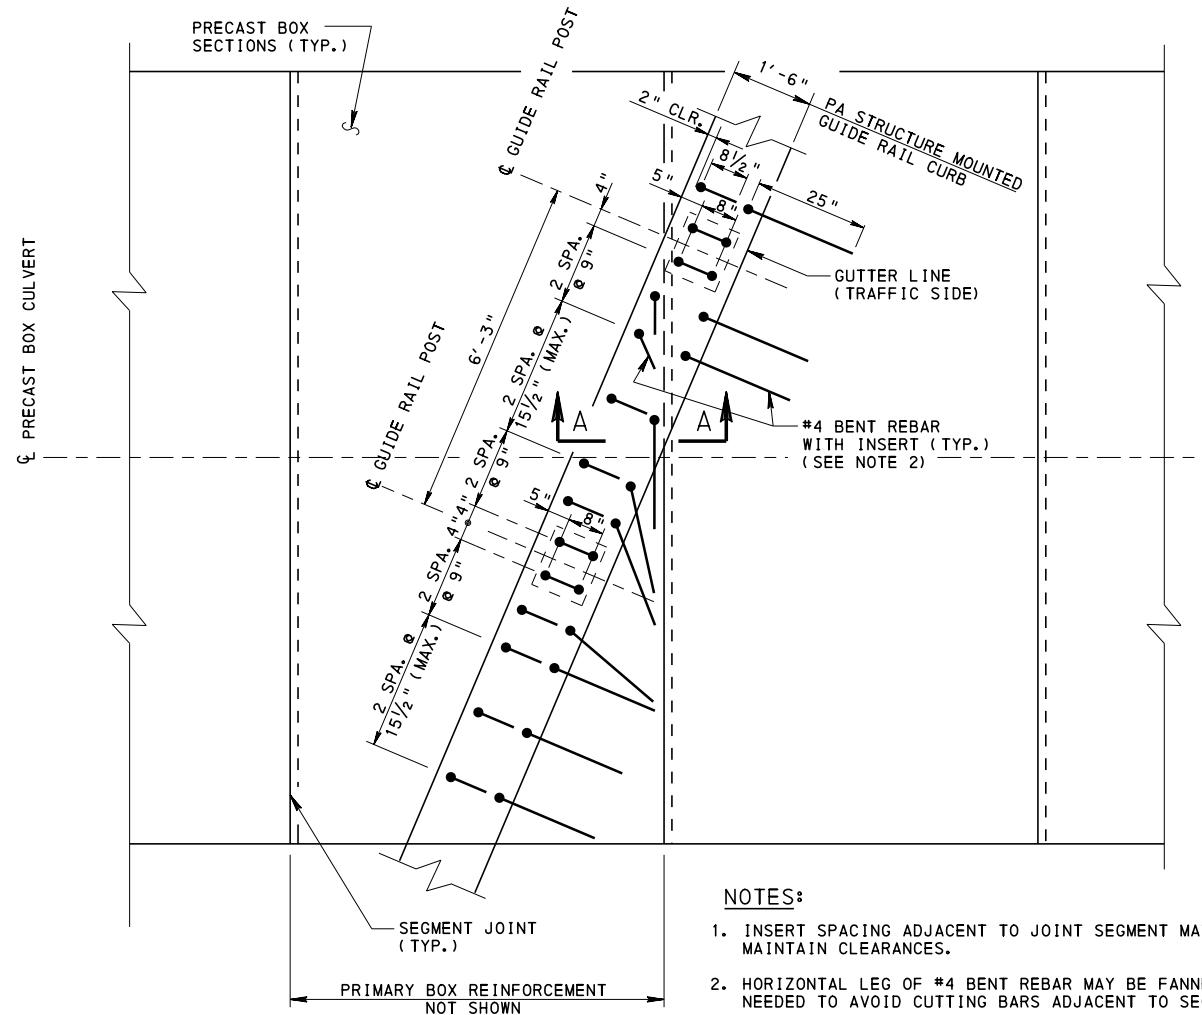 PRECAST BOX
SECTIONS (TYP.)
℄ GUIDE RAIL POST
1'-6"
PA STRUCTURE MOUNTED
GUIDE RAIL CURB
2" CLR.
8½"
5"
8"
25"
4"
2 SPA.
@ 9"
6'-3"
2 SPA. @
15½" (MAX.)
GUTTER LINE
(TRAFFIC SIDE)
℄ PRECAST BOX CULVERT
℄ GUIDE RAIL POST
A
A
#4 BENT REBAR
WITH INSERT (TYP.)
(SEE NOTE 2)
2 SPA.
@ 9"
4"
4"
5"
8"
2 SPA.
@ 9"
2 SPA. @
15½" (MAX.)
SEGMENT JOINT
(TYP.)
PRIMARY BOX REINFORCEMENT
NOT SHOWN
NOTES:
1. INSERT SPACING ADJACENT TO JOINT SEGMENT MA
MAINTAIN CLEARANCES.
2. HORIZONTAL LEG OF #4 BENT REBAR MAY BE FANN
NEEDED TO AVOID CUTTING BARS ADJACENT TO SE